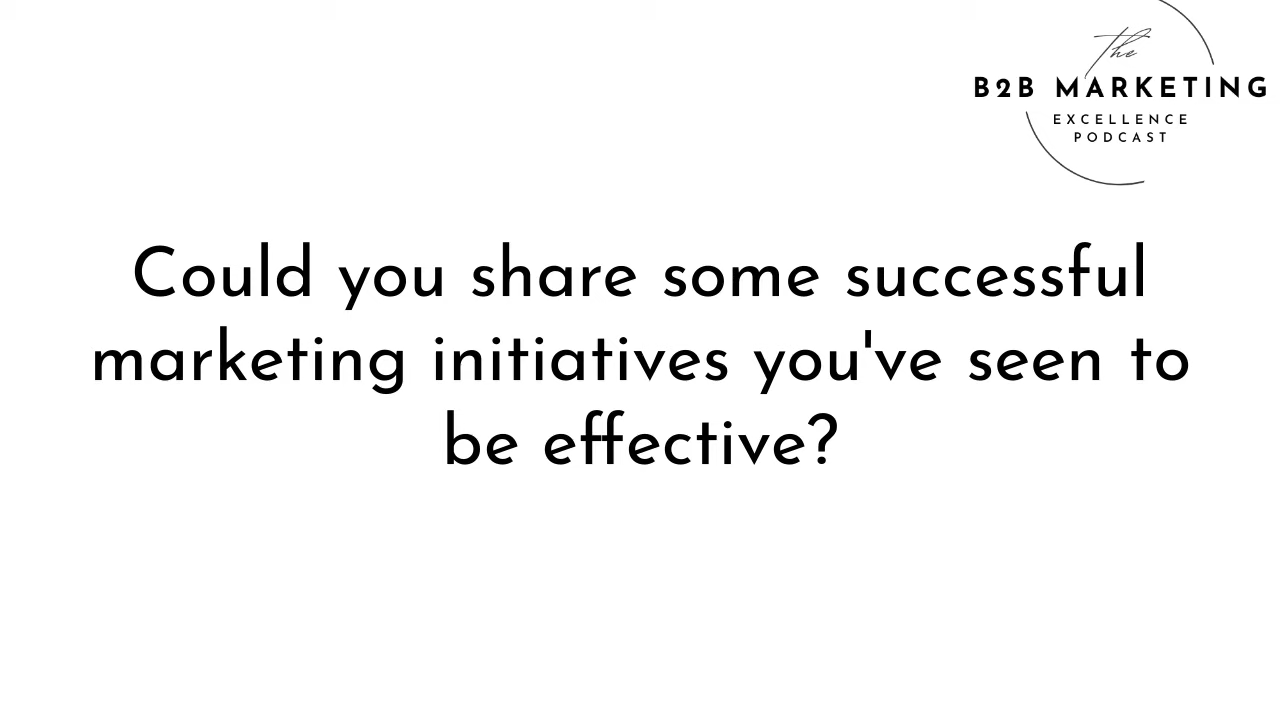 the
B2B MARKETING
EXCELLENCE
PODCAST
Could you share some successful
marketing initiatives you've seen to
be effective?